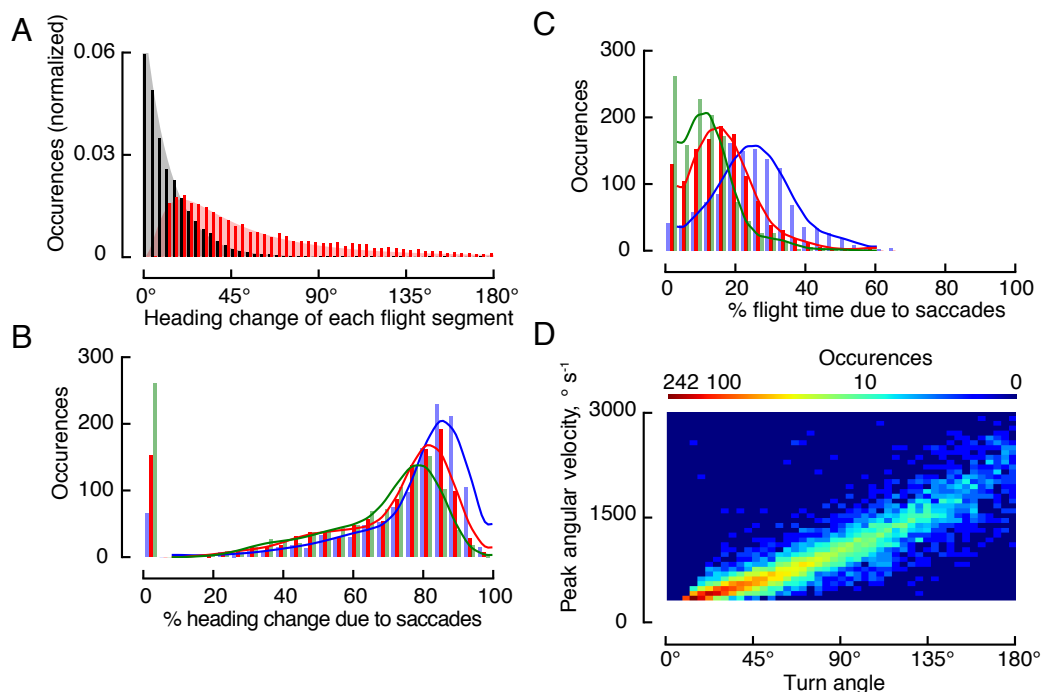 A
Occurences (normalized)
0.06
0.03
0
0° 45° 90° 135° 180°
Heading change of each flight segment
B
Occurences
300
200
100
0
0 20 40 60 80 100
% heading change due to saccades
C
Occurences
300
200
100
0
0 20 40 60 80 100
% flight time due to saccades
D
Occurences
242 100 10 0
Peak angular velocity, ° s-1
3000
1500
0
0° 45° 90° 135° 180°
Turn angle